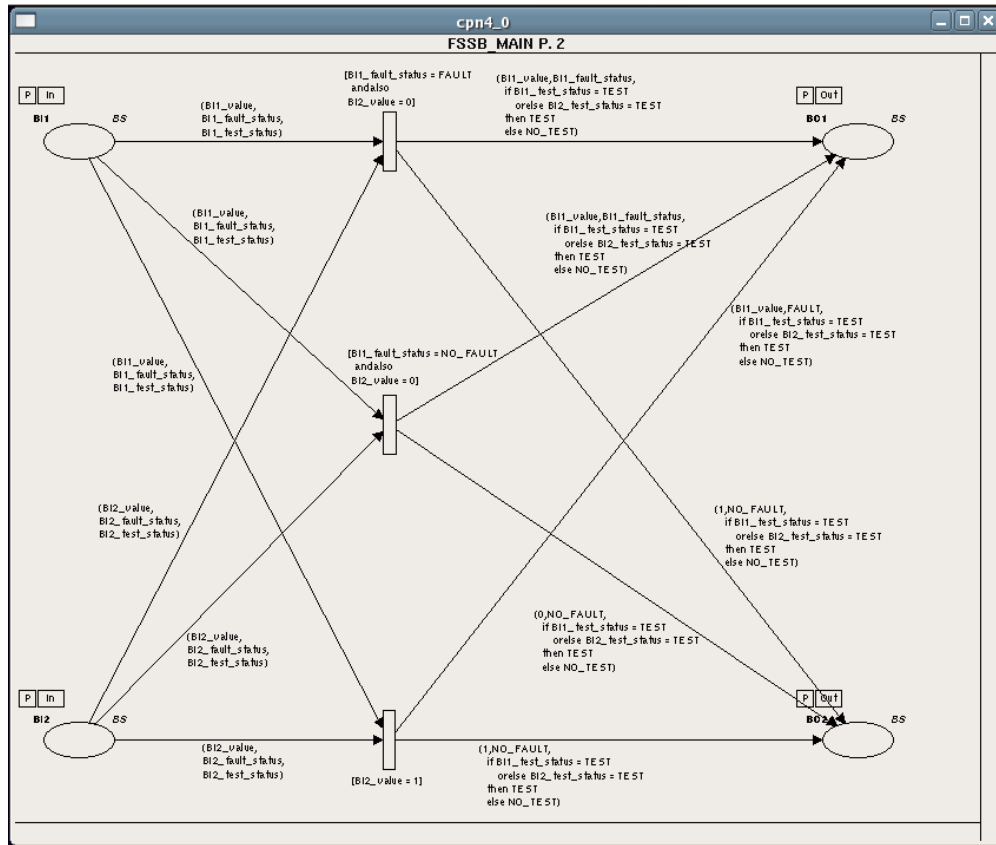 cpn4_0
FSSB_MAIN P. 2
[BI1_fault_status = FAULT
andalso
BI2_value = 0]
(BI1_value,BI1_fault_status,
if BI1_test_status = TEST
orelse BI2_test_status = TEST
then TEST
else NO_TEST)
P In
BI1 BS
(BI1_value,
BI1_fault_status,
BI1_test_status)
P Out
BO1 BS
(BI1_value,
BI1_fault_status,
BI1_test_status)
(BI1_value,BI1_fault_status,
if BI1_test_status = TEST
orelse BI2_test_status = TEST
then TEST
else NO_TEST)
(BI1_value,FAULT,
if BI1_test_status = TEST
orelse BI2_test_status = TEST
then TEST
else NO_TEST)
(BI1_value,
BI1_fault_status,
BI1_test_status)
[BI1_fault_status = NO_FAULT
andalso
BI2_value = 0]
(BI2_value,
BI2_fault_status,
BI2_test_status)
(1,NO_FAULT,
if BI1_test_status = TEST
orelse BI2_test_status = TEST
then TEST
else NO_TEST)
(BI2_value,
BI2_fault_status,
BI2_test_status)
(0,NO_FAULT,
if BI1_test_status = TEST
orelse BI2_test_status = TEST
then TEST
else NO_TEST)
P In
BI2 BS
P Out
BO2 BS
(BI2_value,
BI2_fault_status,
BI2_test_status)
[BI2_value = 1]
(1,NO_FAULT,
if BI1_test_status = TEST
orelse BI2_test_status = TEST
then TEST
else NO_TEST)